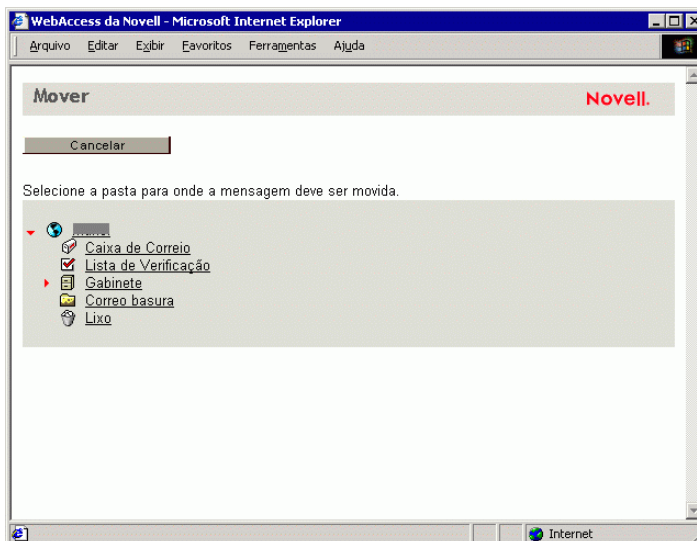 WebAccess da Novell - Microsoft Internet Explorer
Arquivo Editar Exibir Favoritos Ferramentas Ajuda
Mover Novell.
Cancelar
Selecione a pasta para onde a mensagem deve ser movida.
Caixa de Correio
Lista de Verificação
Gabinete
Correo basura
Lixo
Internet